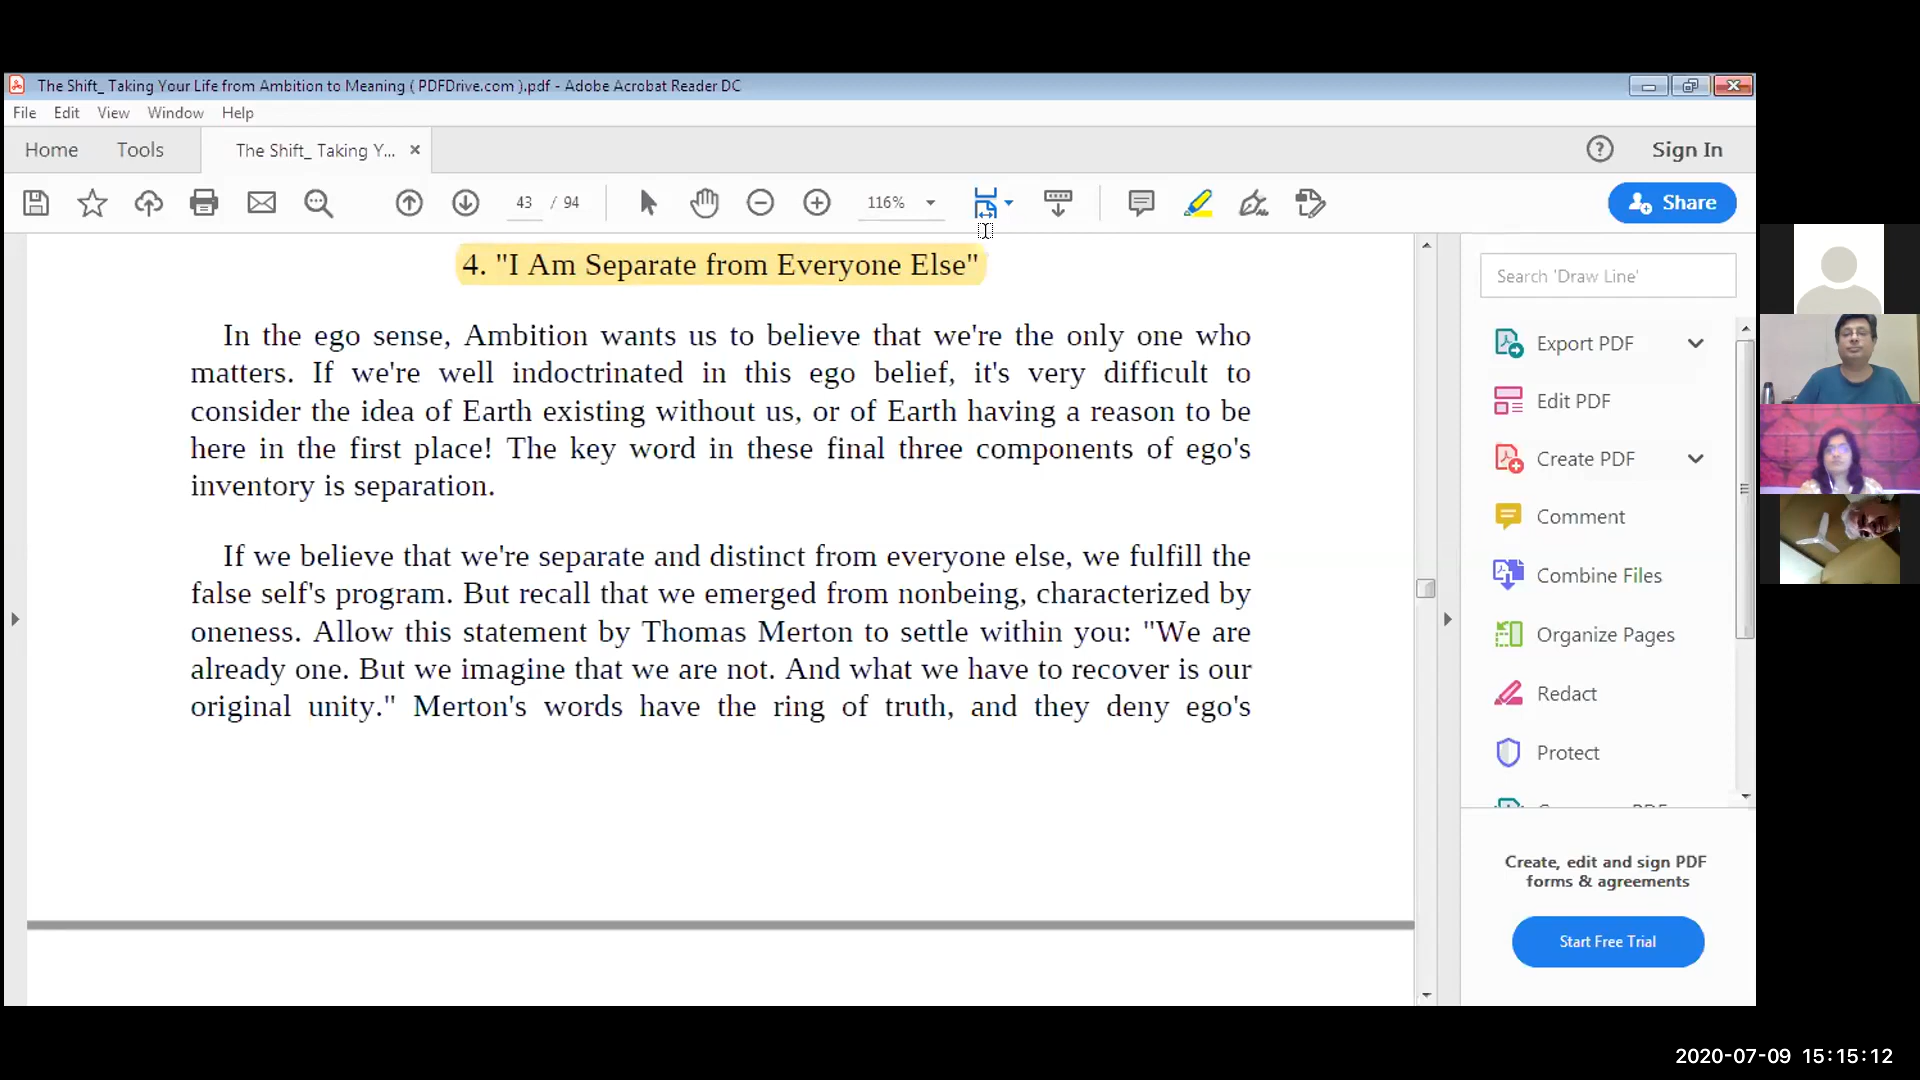 The Shift_ Taking Your Life from Ambition to Meaning ( PDFDrive.com ).pdf - Adobe Acrobat Reader DC
File Edit View Window Help
Home Tools The Shift_ Taking Y... × Sign In
43 / 94 116% Share
4. "I Am Separate from Everyone Else"
In the ego sense, Ambition wants us to believe that we're the only one who
matters. If we're well indoctrinated in this ego belief, it's very difficult to
consider the idea of Earth existing without us, or of Earth having a reason to be
here in the first place! The key word in these final three components of ego's
inventory is separation.
If we believe that we're separate and distinct from everyone else, we fulfill the
false self's program. But recall that we emerged from nonbeing, characterized by
oneness. Allow this statement by Thomas Merton to settle within you: "We are
already one. But we imagine that we are not. And what we have to recover is our
original unity." Merton's words have the ring of truth, and they deny ego's
Search 'Draw Line'
Export PDF
Edit PDF
Create PDF
Comment
Combine Files
Organize Pages
Redact
Protect
Create, edit and sign PDF
forms & agreements
Start Free Trial
2020-07-09 15:15:12